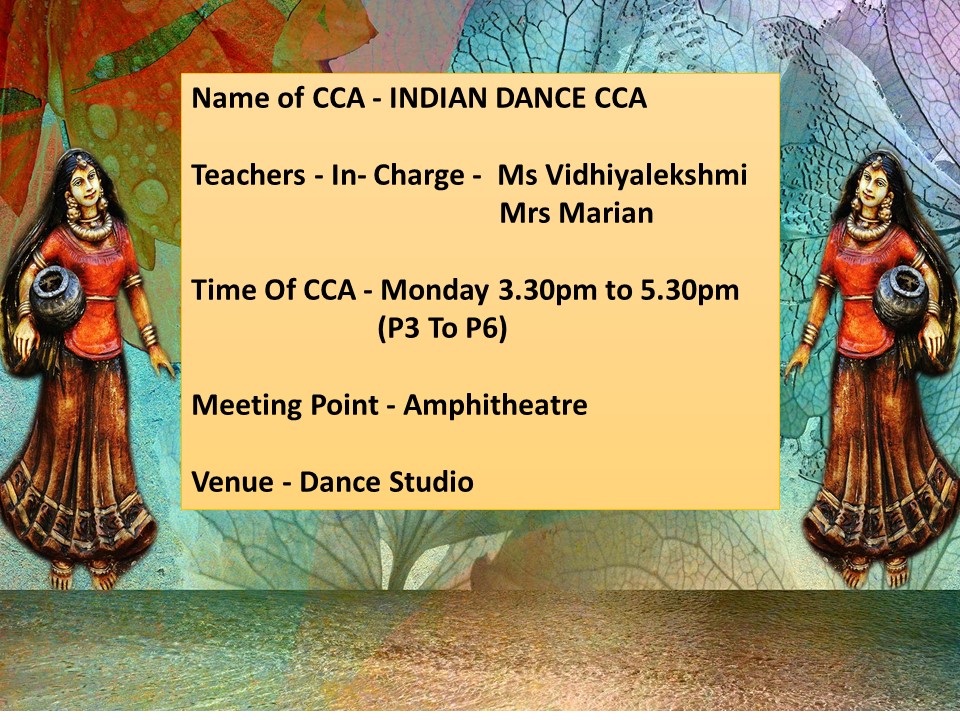 Name of CCA - INDIAN DANCE CCA
Teachers - In- Charge - Ms Vidhiyalekshmi
Mrs Marian
Time Of CCA - Monday 3.30pm to 5.30pm
(P3 To P6)
Meeting Point - Amphitheatre
Venue - Dance Studio